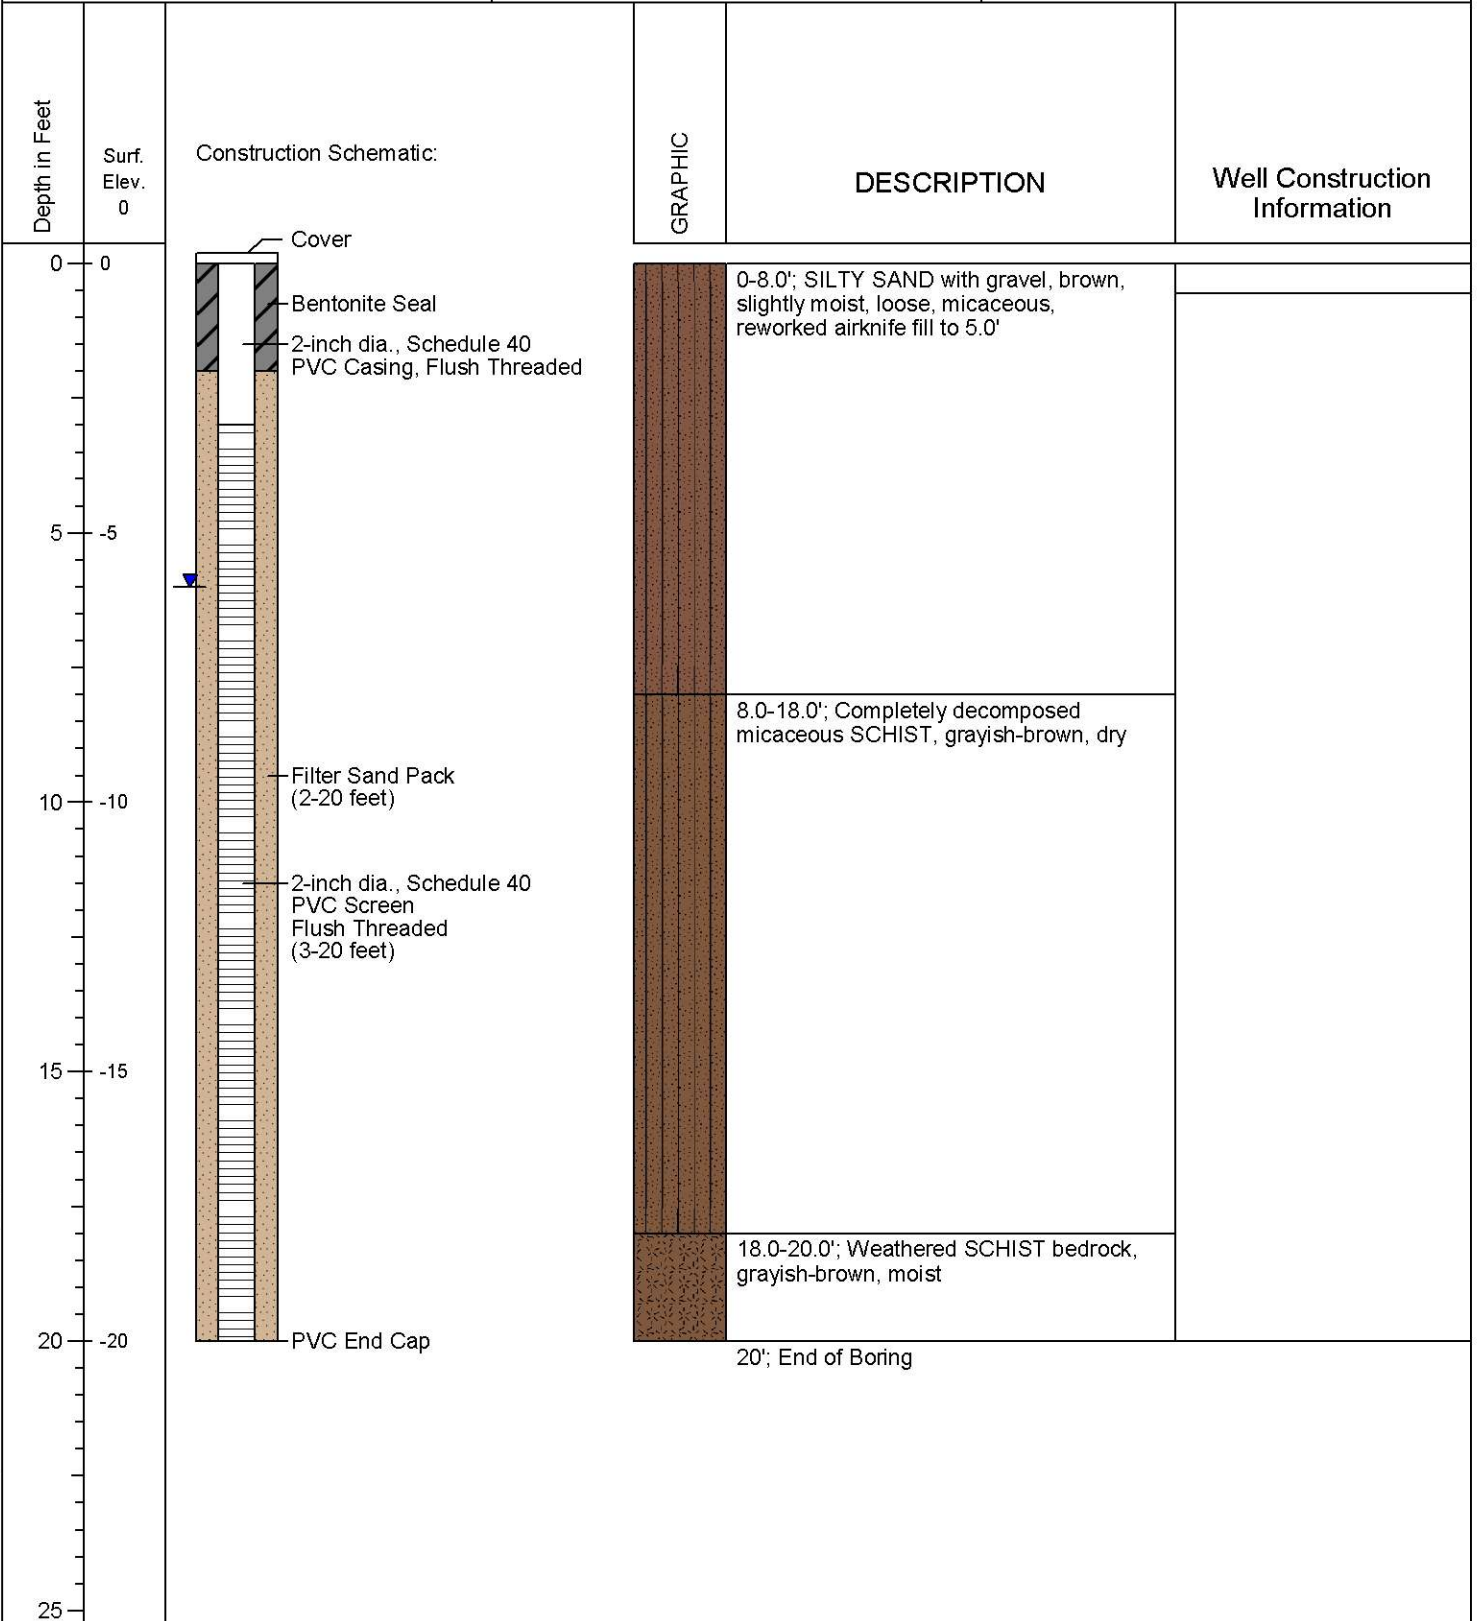 Depth in Feet
Surf.
Elev.
0
Construction Schematic:
GRAPHIC
DESCRIPTION
Well Construction
Information
Cover
0
0
Bentonite Seal
2-inch dia., Schedule 40
PVC Casing, Flush Threaded
0-8.0'; SILTY SAND with gravel, brown,
slightly moist, loose, micaceous,
reworked airknife fill to 5.0'
5
-5
8.0-18.0'; Completely decomposed
micaceous SCHIST, grayish-brown, dry
Filter Sand Pack
(2-20 feet)
10
-10
2-inch dia., Schedule 40
PVC Screen
Flush Threaded
(3-20 feet)
15
-15
18.0-20.0'; Weathered SCHIST bedrock,
grayish-brown, moist
20
-20
PVC End Cap
20'; End of Boring
25